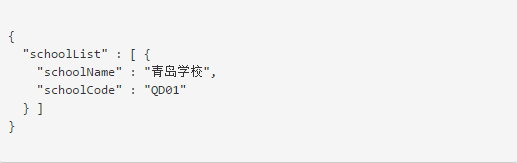 {
  "schoolList" : [ {
    "schoolName" : "青岛学校",
    "schoolCode" : "QD01"
  } ]
}